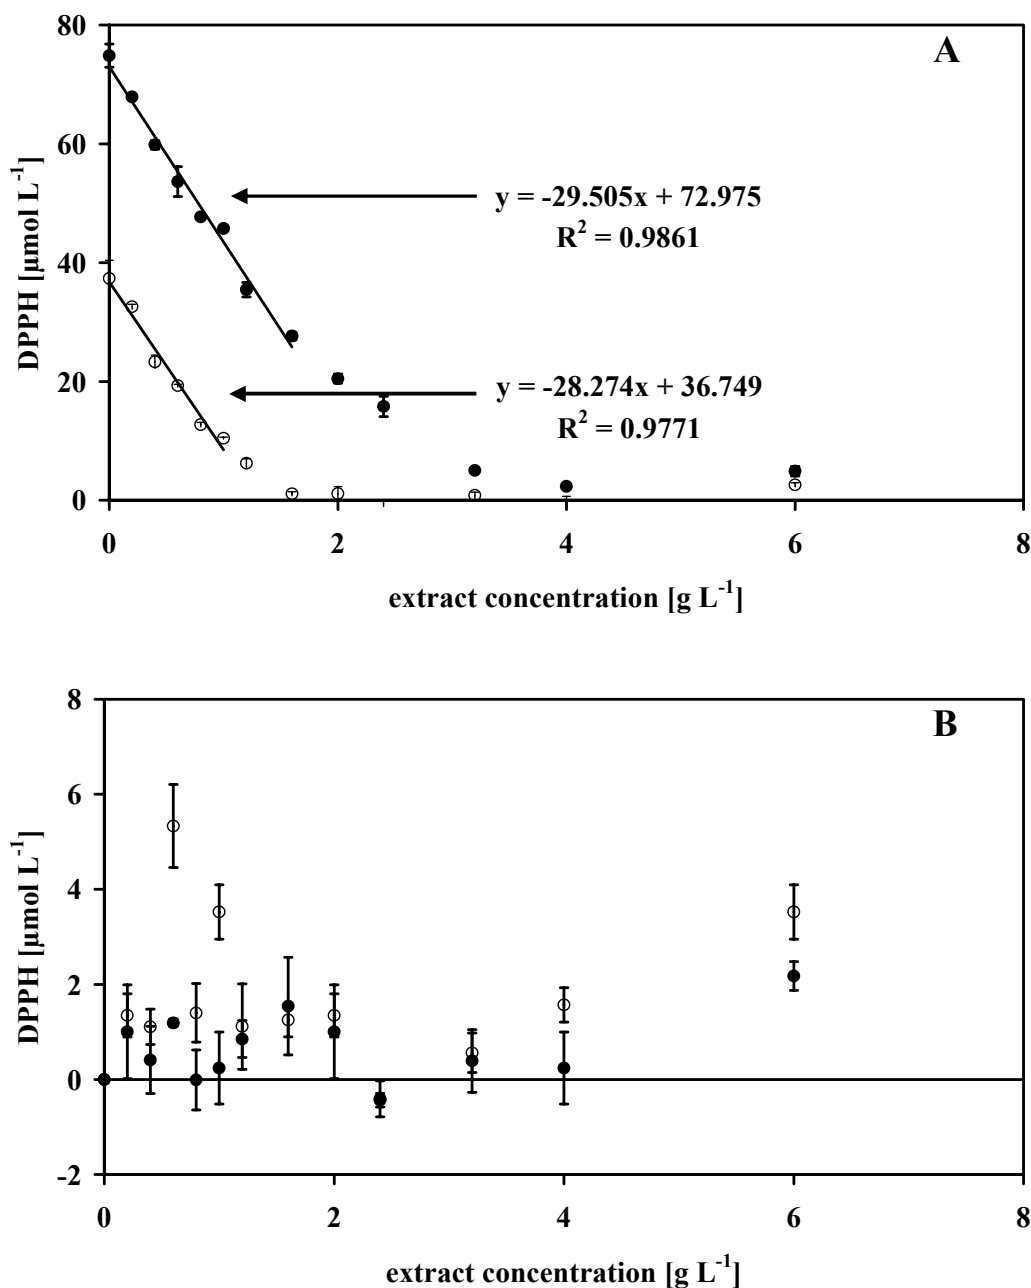 A
80
60
40
20
0
DPPH [µmol L⁻¹]
y = -29.505x + 72.975
R² = 0.9861
y = -28.274x + 36.749
R² = 0.9771
0 2 4 6 8
extract concentration [g L⁻¹]
B
8
6
4
2
0
-2
DPPH [µmol L⁻¹]
0 2 4 6 8
extract concentration [g L⁻¹]